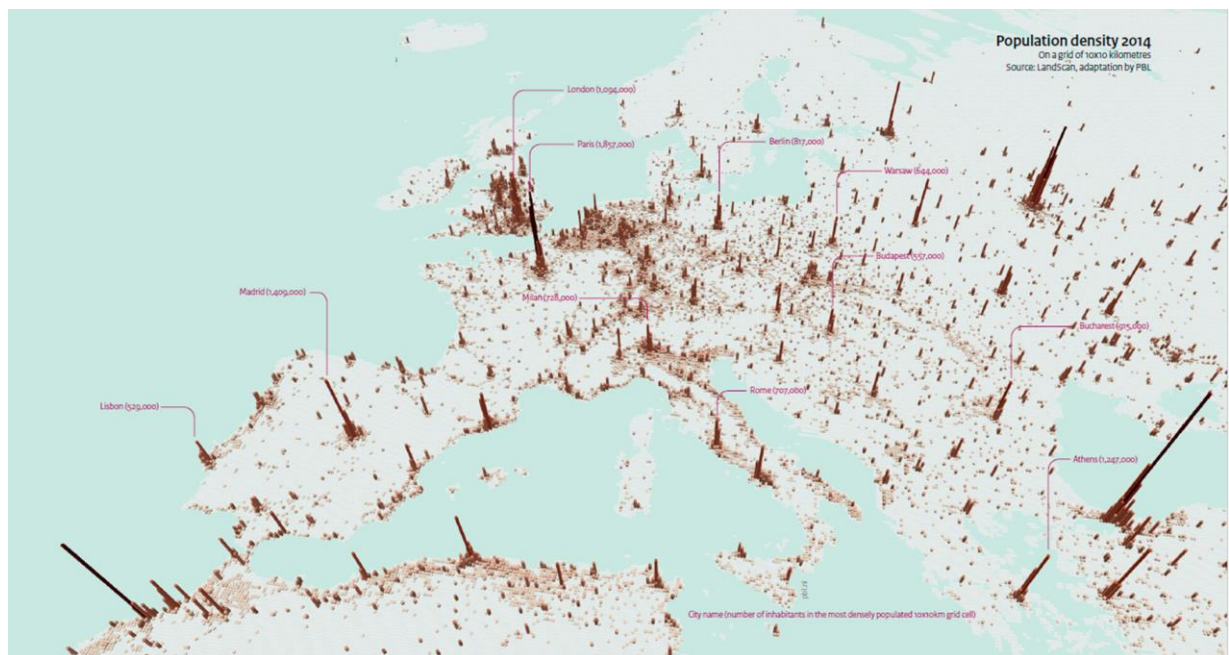 Population density 2014
On a grid of 10x10 kilometres
Source: LandScan, adaptation by PBL
London (1,094,000)
Paris (1,857,000)
Berlin (817,000)
Warsaw (644,000)
Budapest (557,000)
Madrid (1,409,000)
Milan (728,000)
Bucharest (915,000)
Rome (707,000)
Lisbon (529,000)
Athens (1,247,000)
pbl.nl
City name (number of inhabitants in the most densely populated 10x10km grid cell)